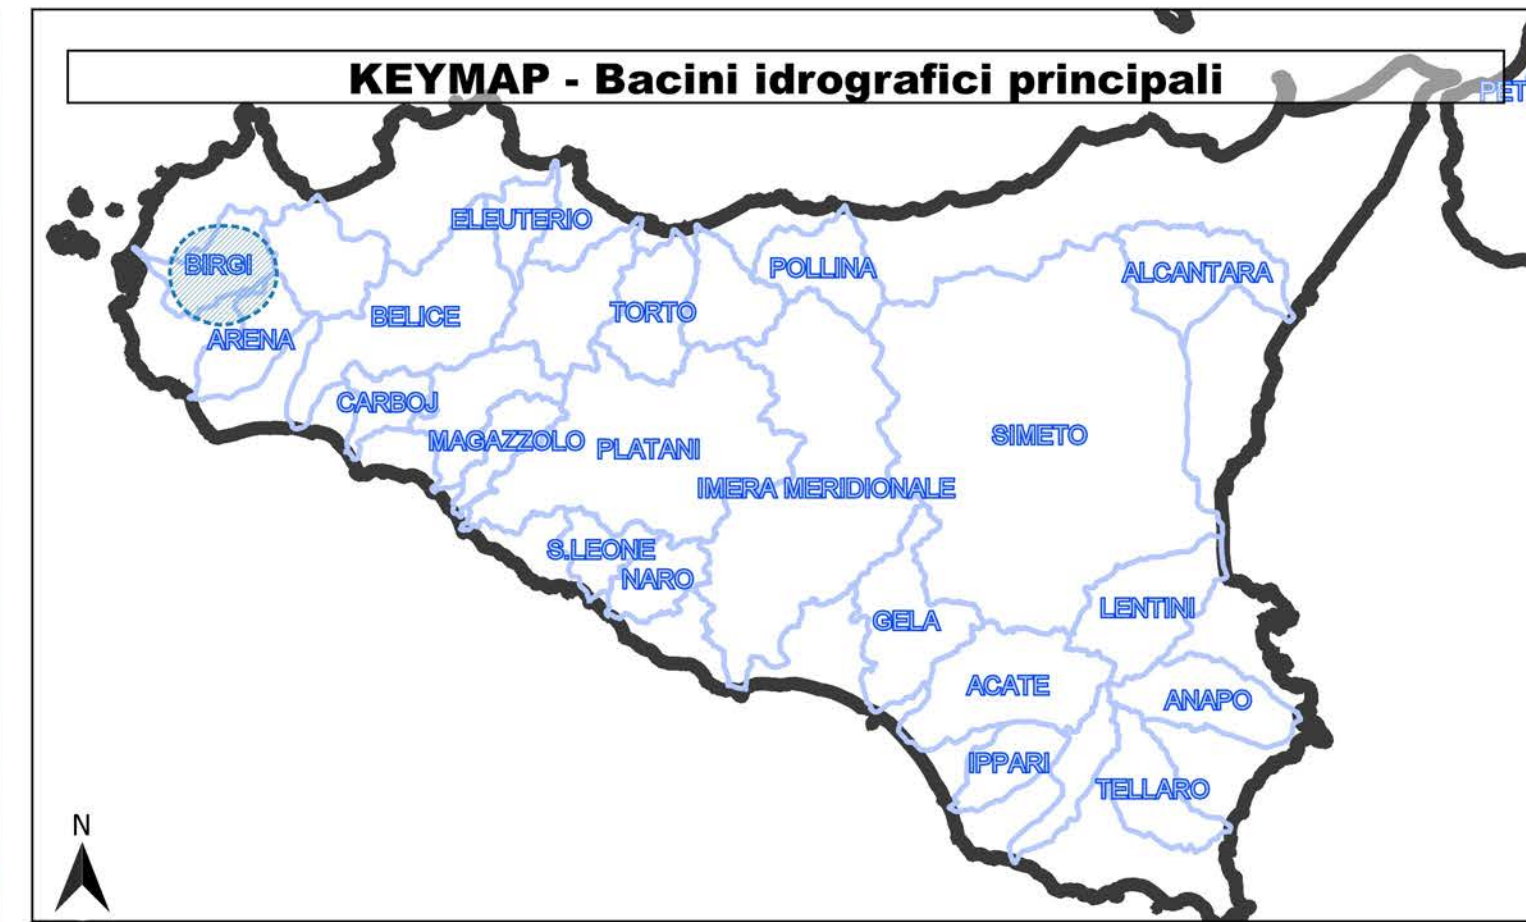 KEYMAP - Bacini idrografici principali
PET
ELEUTERIO
BIRGI
POLLINA
ALCANTARA
BELICE
TORTO
ARENA
CARBOJ
MAGAZZOLO
PLATANI
SIMETO
IMERA MERIDIONALE
S.LEONE
NARO
GELA
LENTINI
ACATE
ANAPO
IPPARI
TELLARO
N